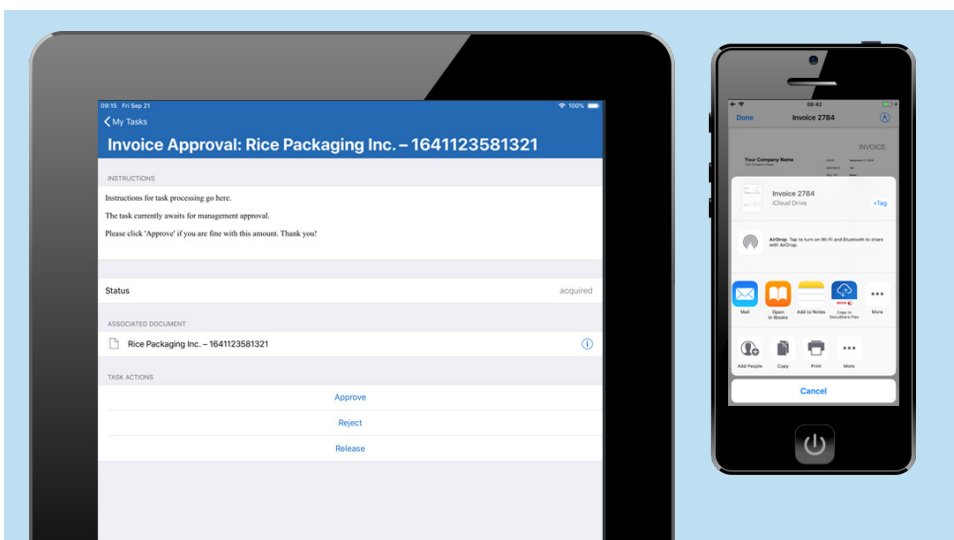 09:15 Fri Sep 21
100%
My Tasks
Invoice Approval: Rice Packaging Inc. – 1641123581321
INSTRUCTIONS
Instructions for task processing go here.
The task currently awaits for management approval.
Please click 'Approve' if you are fine with this amount. Thank you!
Status
acquired
ASSOCIATED DOCUMENT
Rice Packaging Inc. – 1641123581321
TASK ACTIONS
Approve
Reject
Release
08:42
Done
Invoice 2784
INVOICE
Your Company Name
Invoice 2784
iCloud Drive
+Tag
AirDrop. Tap to turn on Wi-Fi and Bluetooth to share
with AirDrop.
Mail
Open
in iBooks
Add to Notes
Copy to
DocuShare Flex
More
Add People
Copy
Print
More
Cancel